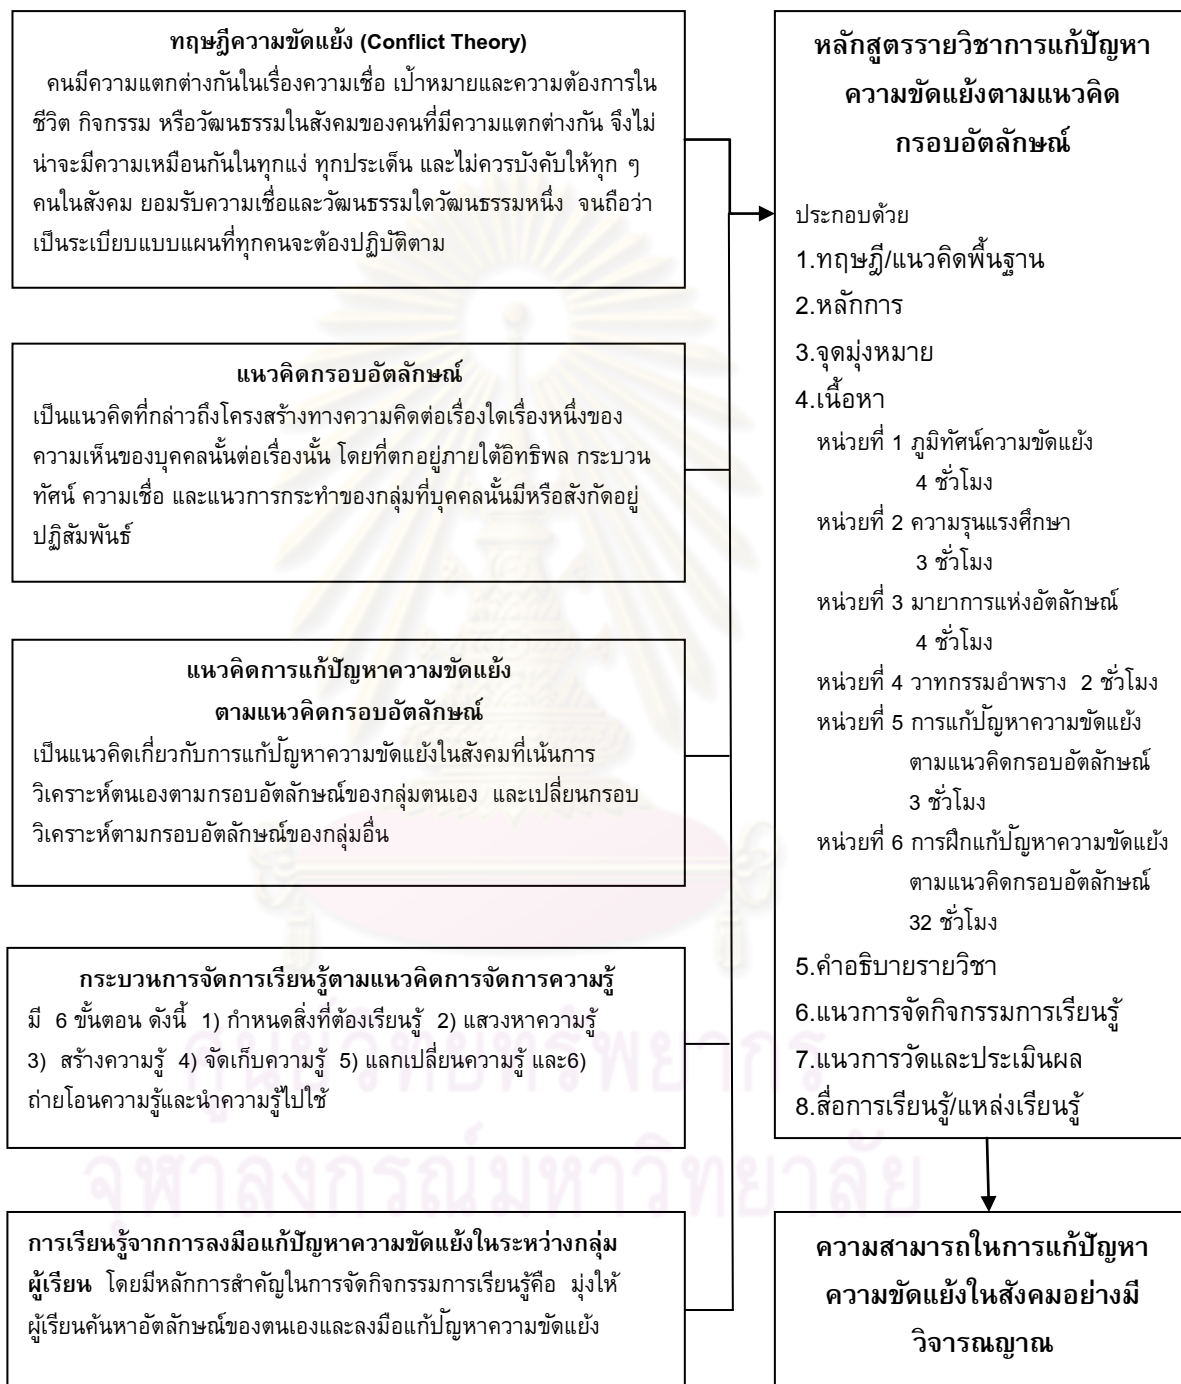 ทฤษฎีความขัดแย้ง (Conflict Theory)
คนมีความแตกต่างกันในเรื่องความเชื่อ เป้าหมายและความต้องการใน
ชีวิต กิจกรรม หรือวัฒนธรรมในสังคมของคนที่มีความแตกต่างกัน จึงไม่
น่าจะมีความเหมือนกันในทุกแง่ ทุกประเด็น และไม่ควรบังคับให้ทุก ๆ
คนในสังคม ยอมรับความเชื่อและวัฒนธรรมใดวัฒนธรรมหนึ่ง จนถือว่า
เป็นระเบียบแบบแผนที่ทุกคนจะต้องปฏิบัติตาม
แนวคิดกรอบอัตลักษณ์
เป็นแนวคิดที่กล่าวถึงโครงสร้างทางความคิดต่อเรื่องใดเรื่องหนึ่งของ
ความเห็นของบุคคลนั้นต่อเรื่องนั้น โดยที่ตกอยู่ภายใต้อิทธิพล กระบวน
ทัศน์ ความเชื่อ และแนวการกระทำของกลุ่มที่บุคคลนั้นมีหรือสังกัดอยู่
ปฏิสัมพันธ์
แนวคิดการแก้ปัญหาความขัดแย้ง
ตามแนวคิดกรอบอัตลักษณ์
เป็นแนวคิดเกี่ยวกับการแก้ปัญหาความขัดแย้งในสังคมที่เน้นการ
วิเคราะห์ตนเองตามกรอบอัตลักษณ์ของกลุ่มตนเอง และเปลี่ยนกรอบ
วิเคราะห์ตามกรอบอัตลักษณ์ของกลุ่มอื่น
กระบวนการจัดการเรียนรู้ตามแนวคิดการจัดการความรู้
มี 6 ขั้นตอน ดังนี้ 1) กำหนดสิ่งที่ต้องเรียนรู้ 2) แสวงหาความรู้
3) สร้างความรู้ 4) จัดเก็บความรู้ 5) แลกเปลี่ยนความรู้ และ6)
ถ่ายโอนความรู้และนำความรู้ไปใช้
การเรียนรู้จากการลงมือแก้ปัญหาความขัดแย้งในระหว่างกลุ่ม
ผู้เรียน โดยมีหลักการสำคัญในการจัดกิจกรรมการเรียนรู้คือ มุ่งให้
ผู้เรียนค้นหาอัตลักษณ์ของตนเองและลงมือแก้ปัญหาความขัดแย้ง
หลักสูตรรายวิชาการแก้ปัญหา
ความขัดแย้งตามแนวคิด
กรอบอัตลักษณ์
ประกอบด้วย
1.ทฤษฎี/แนวคิดพื้นฐาน
2.หลักการ
3.จุดมุ่งหมาย
4.เนื้อหา
หน่วยที่ 1 ภูมิทัศน์ความขัดแย้ง
4 ชั่วโมง
หน่วยที่ 2 ความรุนแรงศึกษา
3 ชั่วโมง
หน่วยที่ 3 มายาการแห่งอัตลักษณ์
4 ชั่วโมง
หน่วยที่ 4 วาทกรรมอำพราง 2 ชั่วโมง
หน่วยที่ 5 การแก้ปัญหาความขัดแย้ง
ตามแนวคิดกรอบอัตลักษณ์
3 ชั่วโมง
หน่วยที่ 6 การฝึกแก้ปัญหาความขัดแย้ง
ตามแนวคิดกรอบอัตลักษณ์
32 ชั่วโมง
5.คำอธิบายรายวิชา
6.แนวการจัดกิจกรรมการเรียนรู้
7.แนวการวัดและประเมินผล
8.สื่อการเรียนรู้/แหล่งเรียนรู้
ความสามารถในการแก้ปัญหา
ความขัดแย้งในสังคมอย่างมี
วิจารณญาณ
ศูนย์วิทยทรัพยากร
จุฬาลงกรณ์มหาวิทยาลัย